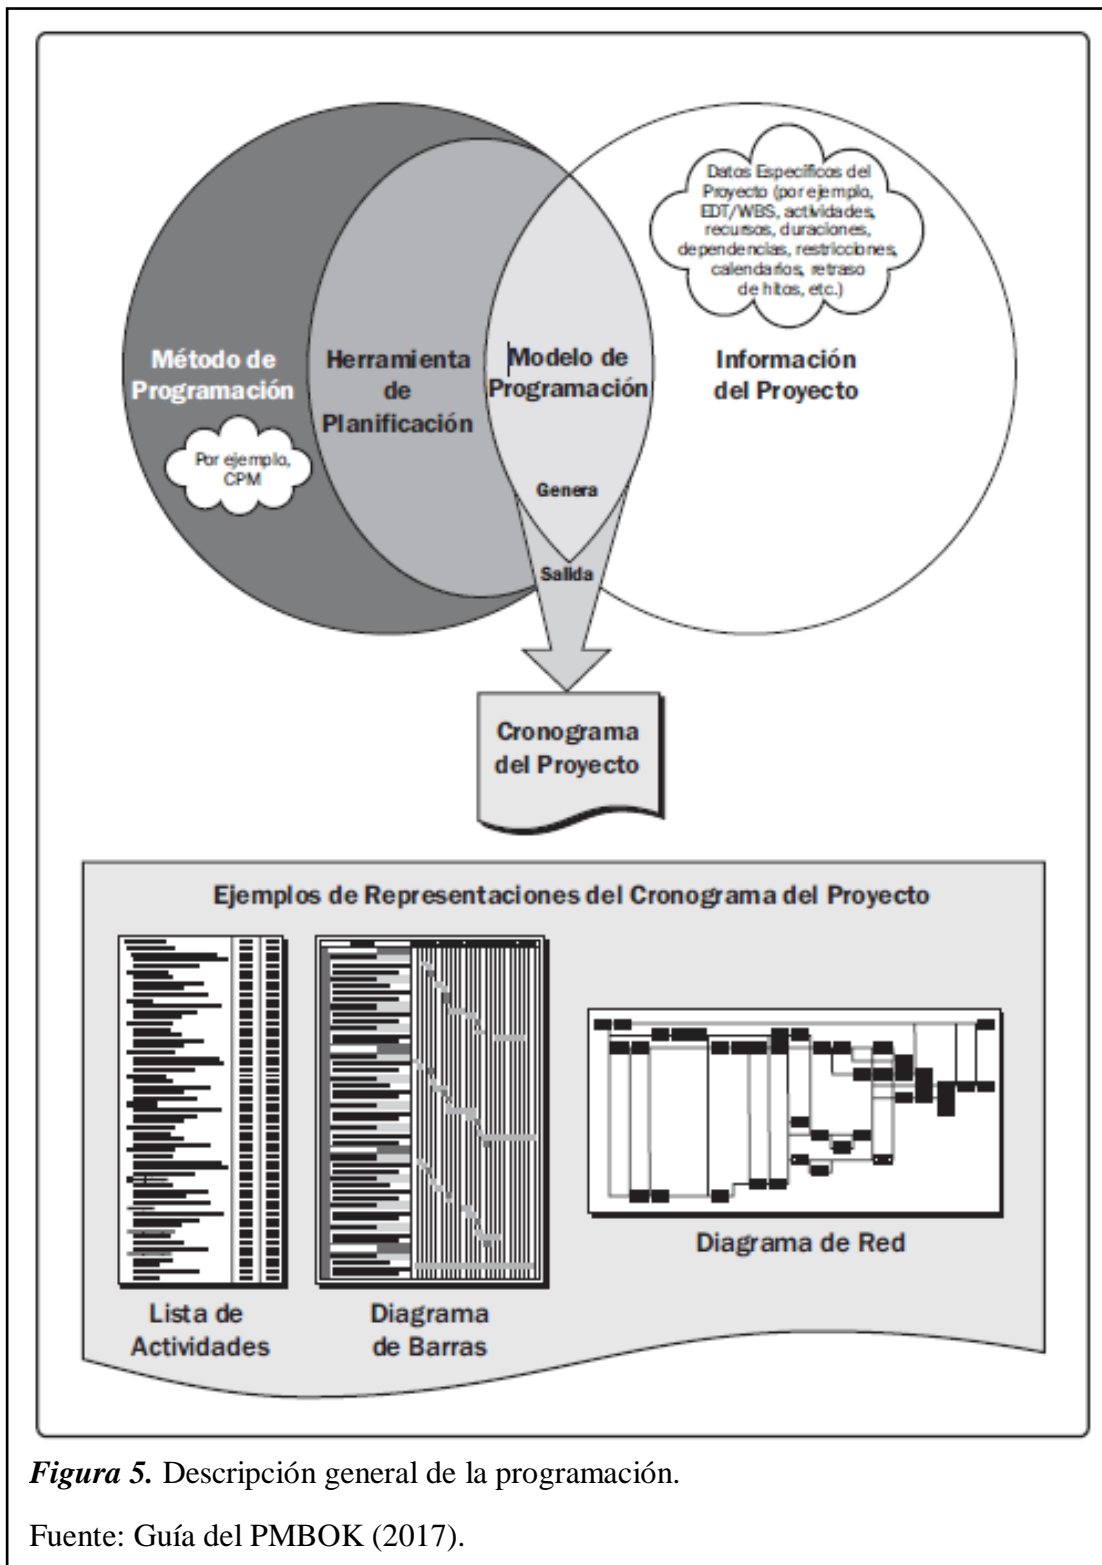 Datos Específicos del
Proyecto (por ejemplo,
EDT/WBS, actividades,
recursos, duraciones,
dependencias, restricciones,
calendarios, retraso
de hitos, etc.)
Método de
Programación
Por ejemplo,
CPM
Herramienta
de
Planificación
Modelo de
Programación
Genera
Salida
Información
del Proyecto
Cronograma
del Proyecto
Ejemplos de Representaciones del Cronograma del Proyecto
Lista de
Actividades
Diagrama
de Barras
Diagrama de Red
Figura 5. Descripción general de la programación.
Fuente: Guía del PMBOK (2017).